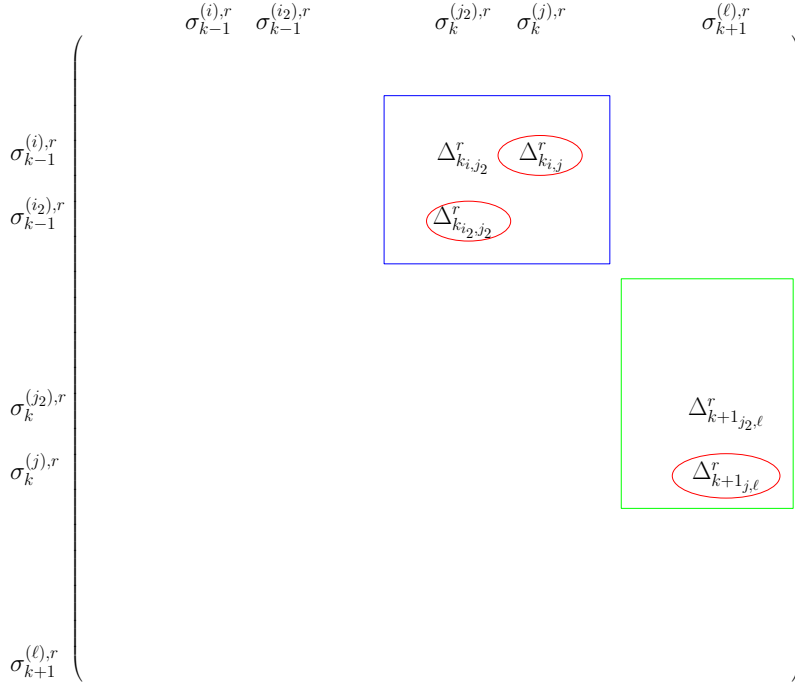 σ_{k-1}^{(i),r} σ_{k-1}^{(i_2),r} σ_k^{(j_2),r} σ_k^{(j),r} σ_{k+1}^{(ℓ),r}
σ_{k-1}^{(i),r} Δ^r_{k_{i,j_2}} Δ^r_{k_{i,j}}
σ_{k-1}^{(i_2),r} Δ^r_{k_{i_2,j_2}}
σ_k^{(j_2),r} Δ^r_{k+1_{j_2,ℓ}}
σ_k^{(j),r} Δ^r_{k+1_{j,ℓ}}
σ_{k+1}^{(ℓ),r}